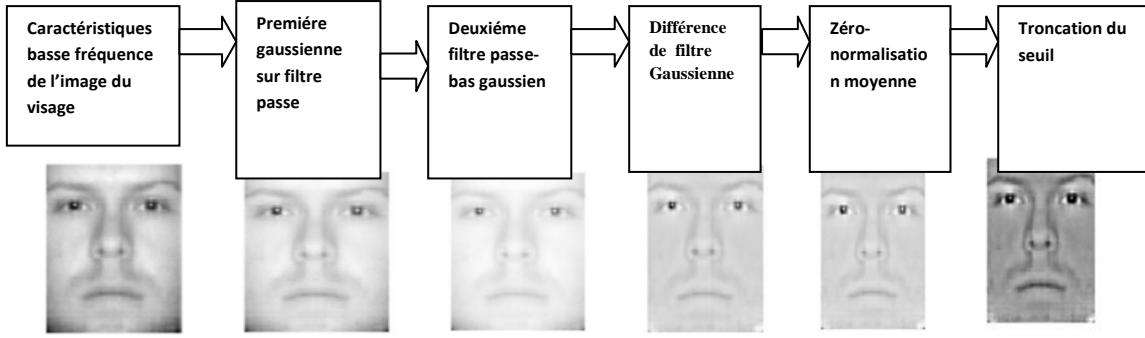 Caractéristiques
basse fréquence
de l'image du
visage
Premiére
gaussienne
sur filtre
passe
Deuxiéme
filtre passe-
bas gaussien
Différence
de filtre
Gaussienne
Zéro-
normalisatio
n moyenne
Troncation du
seuil